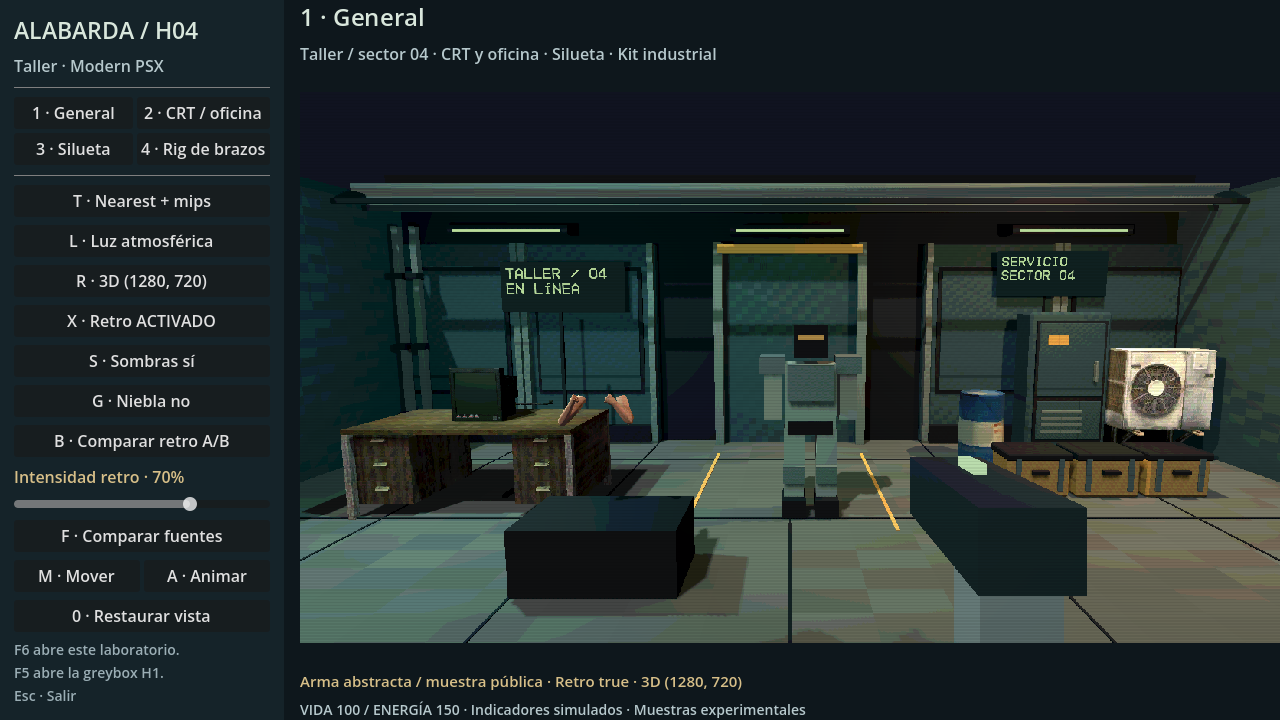 ALABARDA / H04
Taller · Modern PSX
1 · General
2 · CRT / oficina
3 · Silueta
4 · Rig de brazos
T · Nearest + mips
L · Luz atmosférica
R · 3D (1280, 720)
X · Retro ACTIVADO
S · Sombras sí
G · Niebla no
B · Comparar retro A/B
Intensidad retro · 70%
F · Comparar fuentes
M · Mover
A · Animar
0 · Restaurar vista
F6 abre este laboratorio.
F5 abre la greybox H1.
Esc · Salir
1 · General
Taller / sector 04 · CRT y oficina · Silueta · Kit industrial
TALLER / 04
EN LÍNEA
SERVICIO
SECTOR 04
Arma abstracta / muestra pública · Retro true · 3D (1280, 720)
VIDA 100 / ENERGÍA 150 · Indicadores simulados · Muestras experimentales